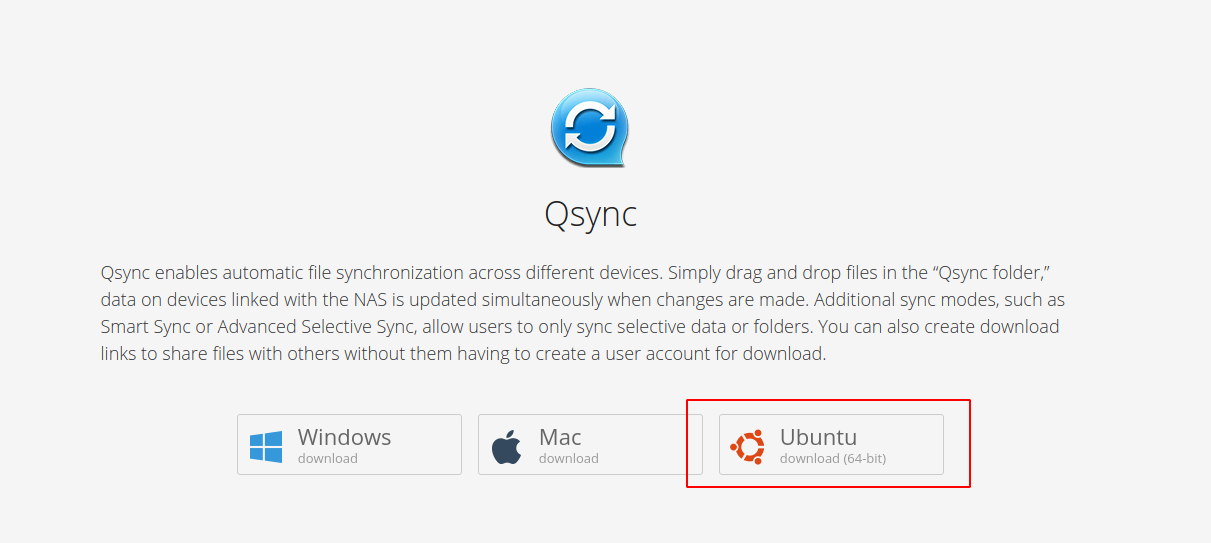 Qsync
Qsync enables automatic file synchronization across different devices. Simply drag and drop files in the “Qsync folder,”
data on devices linked with the NAS is updated simultaneously when changes are made. Additional sync modes, such as
Smart Sync or Advanced Selective Sync, allow users to only sync selective data or folders. You can also create download
links to share files with others without them having to create a user account for download.
Windows
download
Mac
download
Ubuntu
download (64-bit)